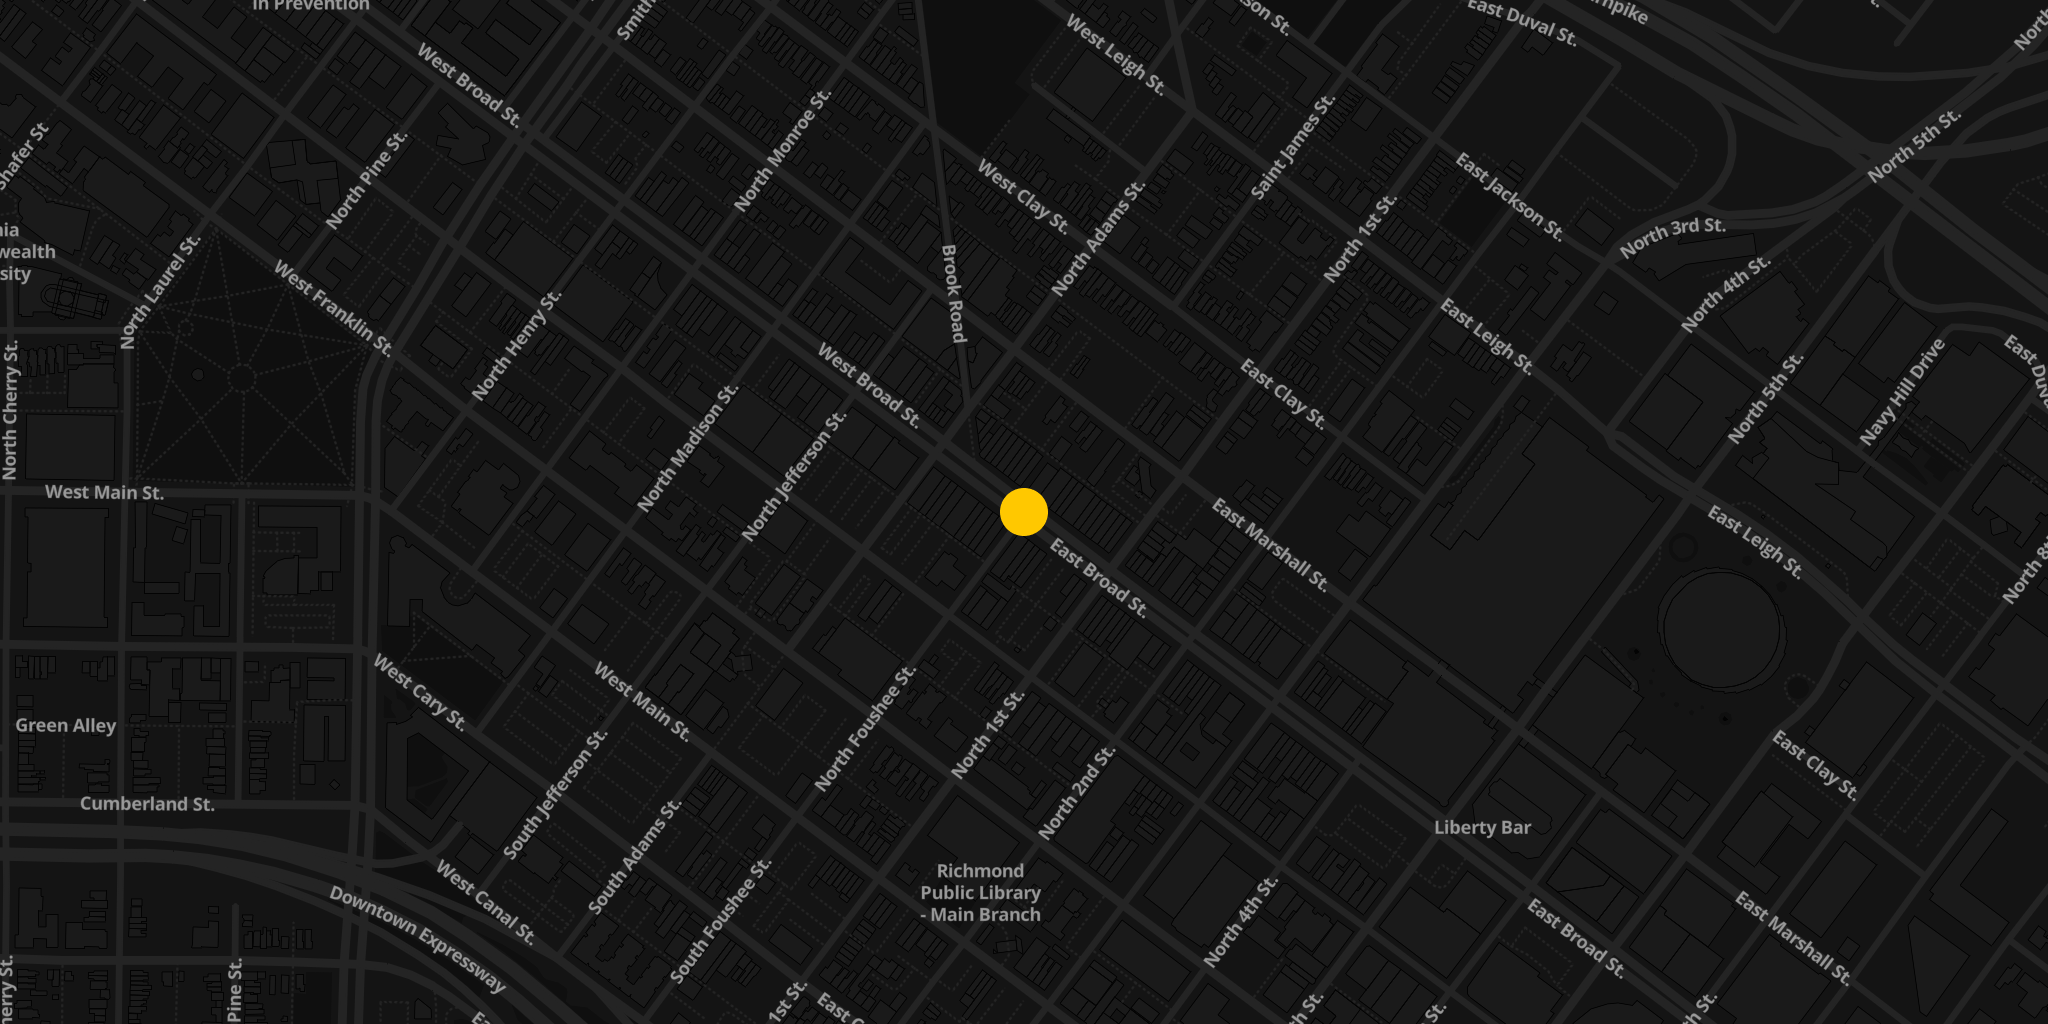 In Prevention
Smith
West Broad St.
West Leigh St.
son St.
East Duval St.
rnpike
North 5th St.
Shafer St
North Pine St.
North Monroe St.
West Clay St.
North Adams St.
Saint James St.
North 1st St.
East Jackson St.
North 3rd St.
North 4th St.
nia
wealth
sity
North Laurel St.
West Franklin St.
North Henry St.
Brook Road
West Broad St.
East Leigh St.
East Clay St.
North 5th St.
Navy Hill Drive
East Duva
North Cherry St.
North Madison St.
North Jefferson St.
West Main St.
East Marshall St.
East Broad St.
East Leigh St.
North 8th
West Cary St.
West Main St.
Green Alley
North Foushee St.
North 1st St.
North 2nd St.
East Clay St.
Cumberland St.
South Jefferson St.
South Adams St.
Liberty Bar
West Canal St.
Downtown Expressway
South Foushee St.
Richmond
Public Library
- Main Branch
North 4th St.
East Broad St.
East Marshall St.
herry St.
Pine St.
1st St.
East C
th St.
St.
th St.